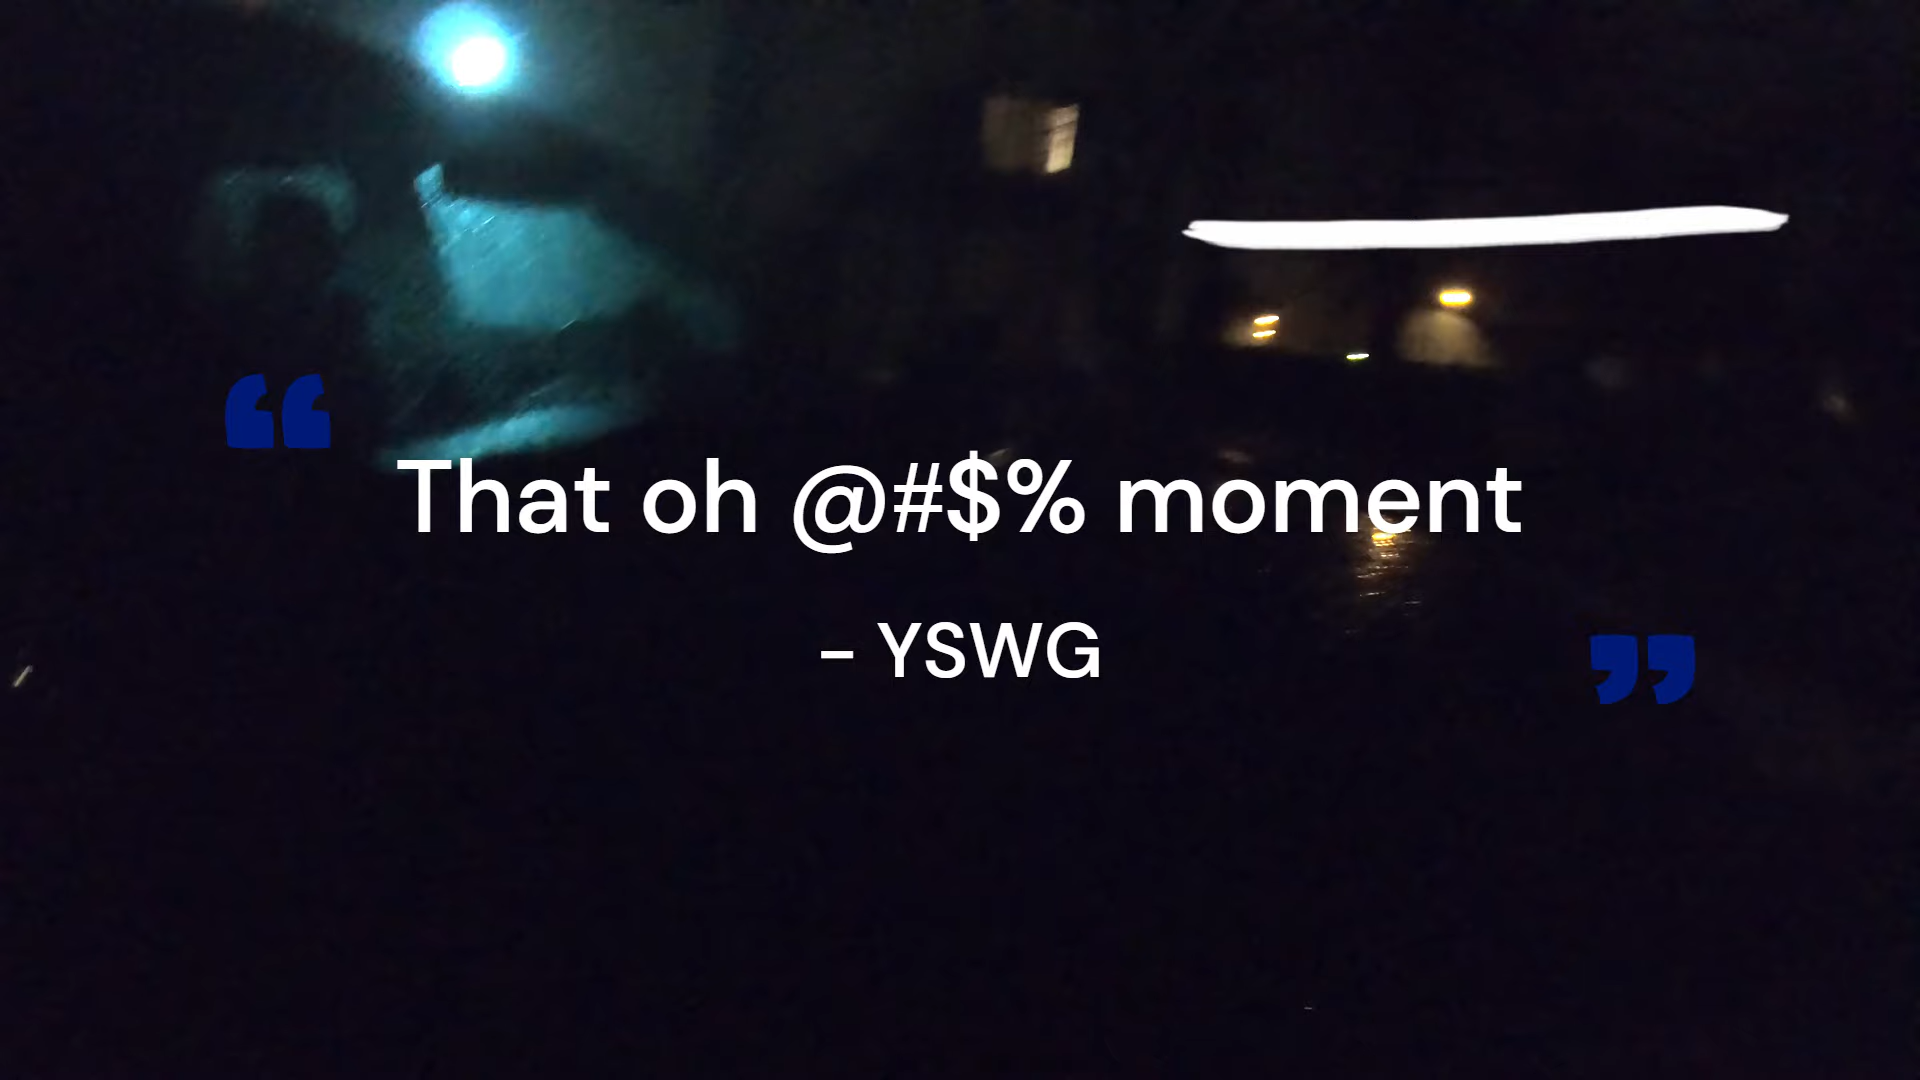 “
That oh @#$% moment
– YSWG
”